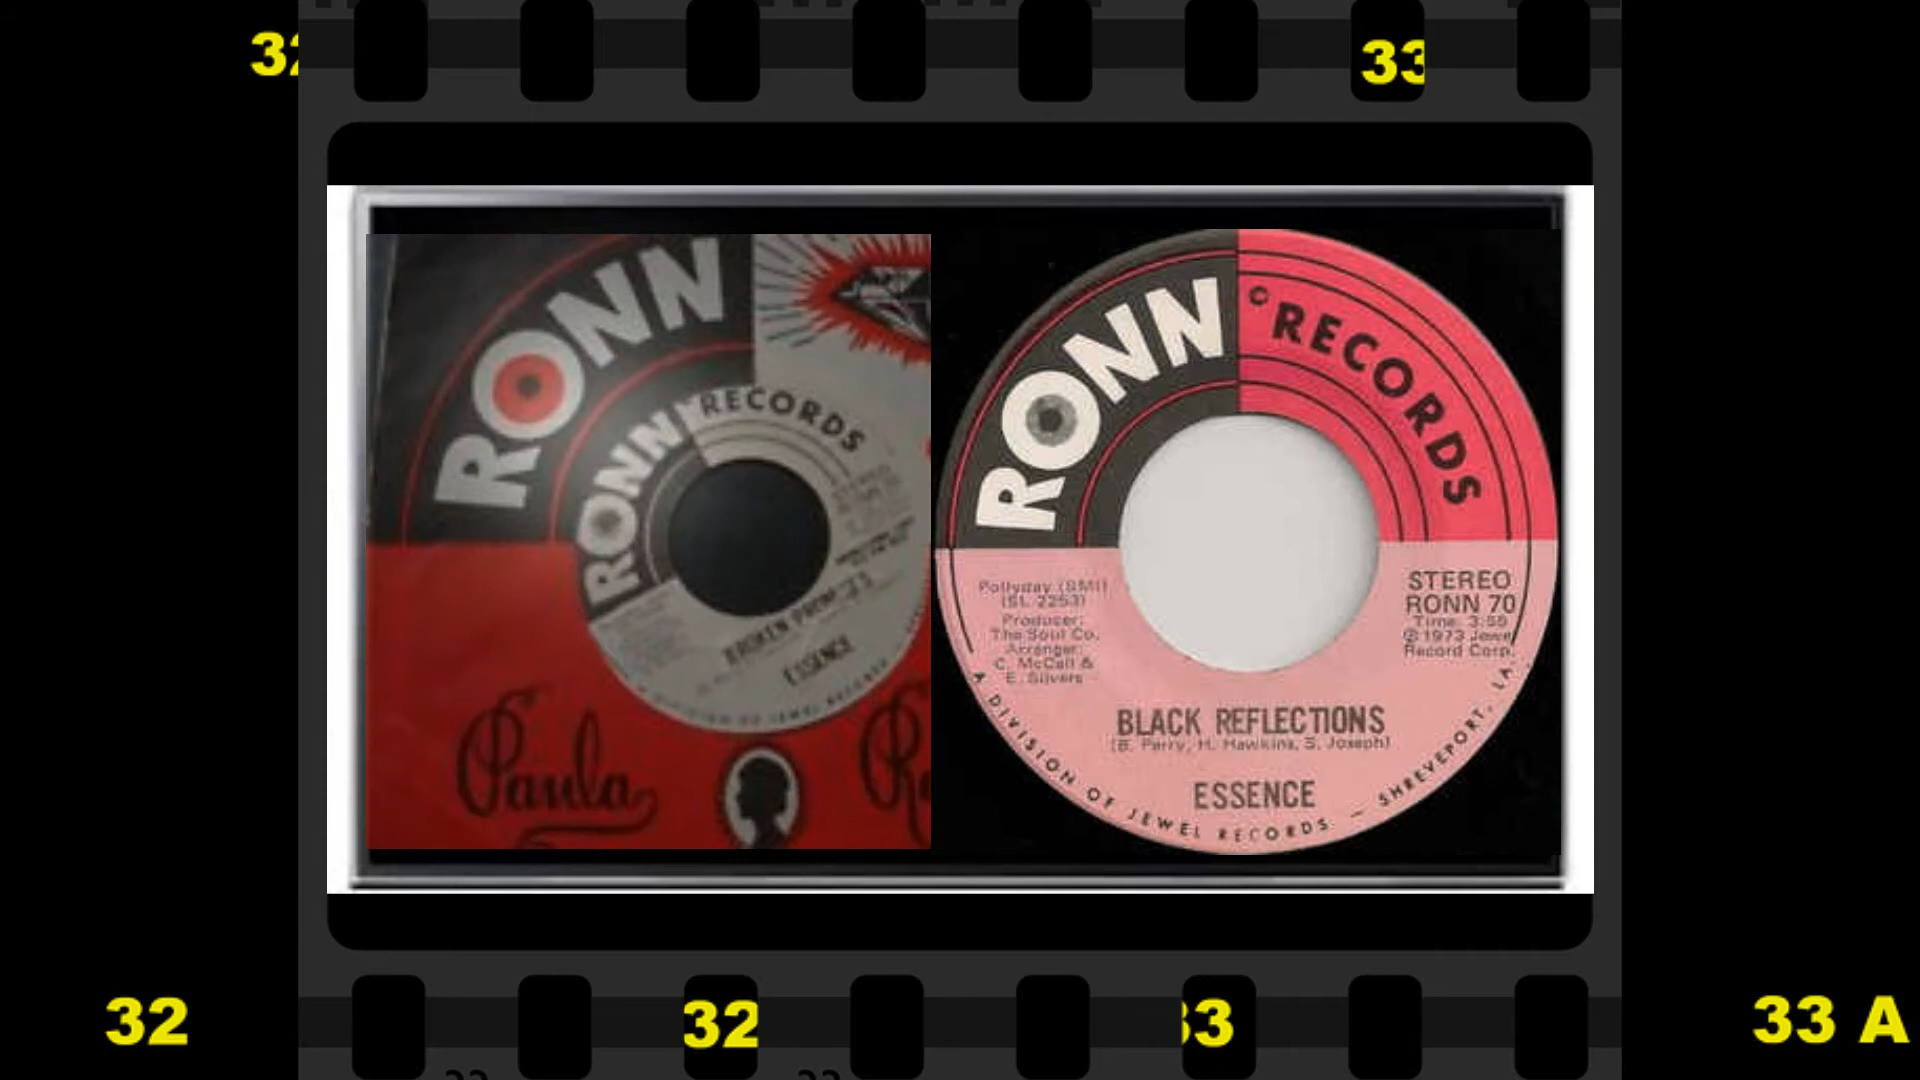 33
RONN
RECORDS
RONN
RECORDS
BROKEN PROMISES
ESSENCE
Paula
RONN
© RECORDS
Pollyday (BMI)
(SL 2253)
Producer:
The Soul Co.
Arranger:
C. McCall &
E. Silvers
STEREO
RONN 70
Time: 3:55
℗ 1973 Jewel
Record Corp.
BLACK REFLECTIONS
(B. Perry, H. Hawkins, S. Joseph)
ESSENCE
A DIVISION OF JEWEL RECORDS — SHREVEPORT, LA.
32
32
33
33 A